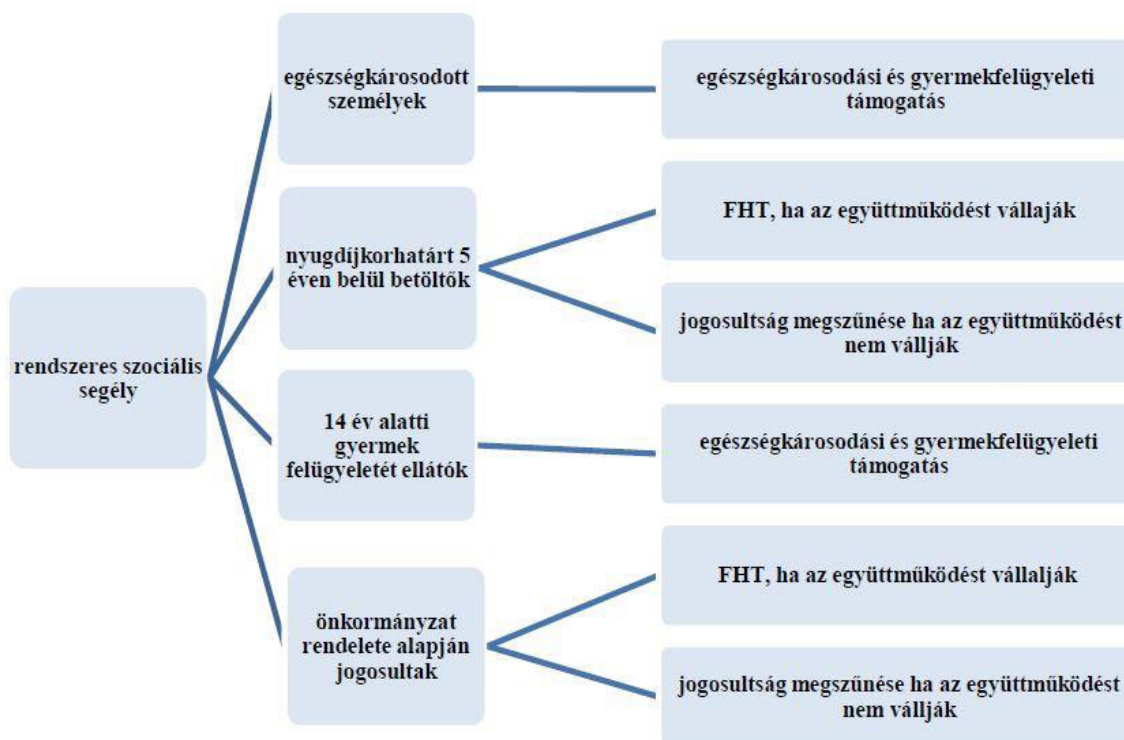 egészségkárosodott
személyek
egészségkárosodási és gyermekfelügyeleti
támogatás
nyugdíjkorhatárt 5
éven belül betöltők
FHT, ha az együttműködést vállaják
jogosultság megszűnése ha az együttműködést
nem vállják
rendszeres szociális
segély
14 év alatti
gyermek
felügyeletét ellátók
egészségkárosodási és gyermekfelügyeleti
támogatás
önkormányzat
rendelete alapján
jogosultak
FHT, ha az együttműködést vállalják
jogosultság megszűnése ha az együttműködést
nem vállják